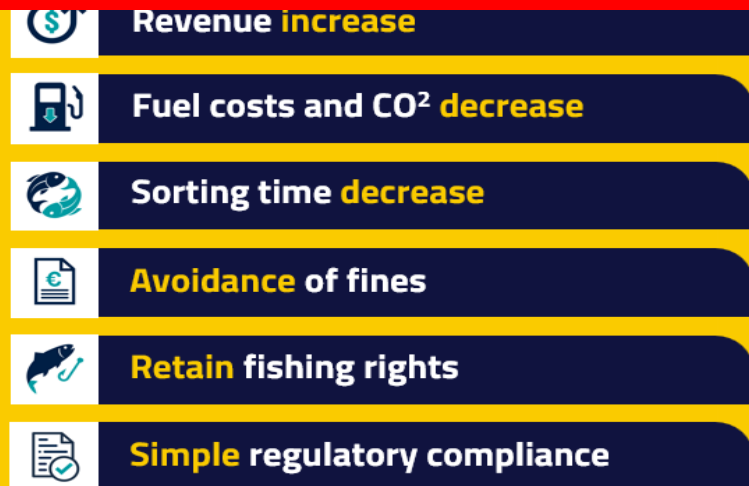 Revenue increase
Fuel costs and CO² decrease
Sorting time decrease
Avoidance of fines
Retain fishing rights
Simple regulatory compliance